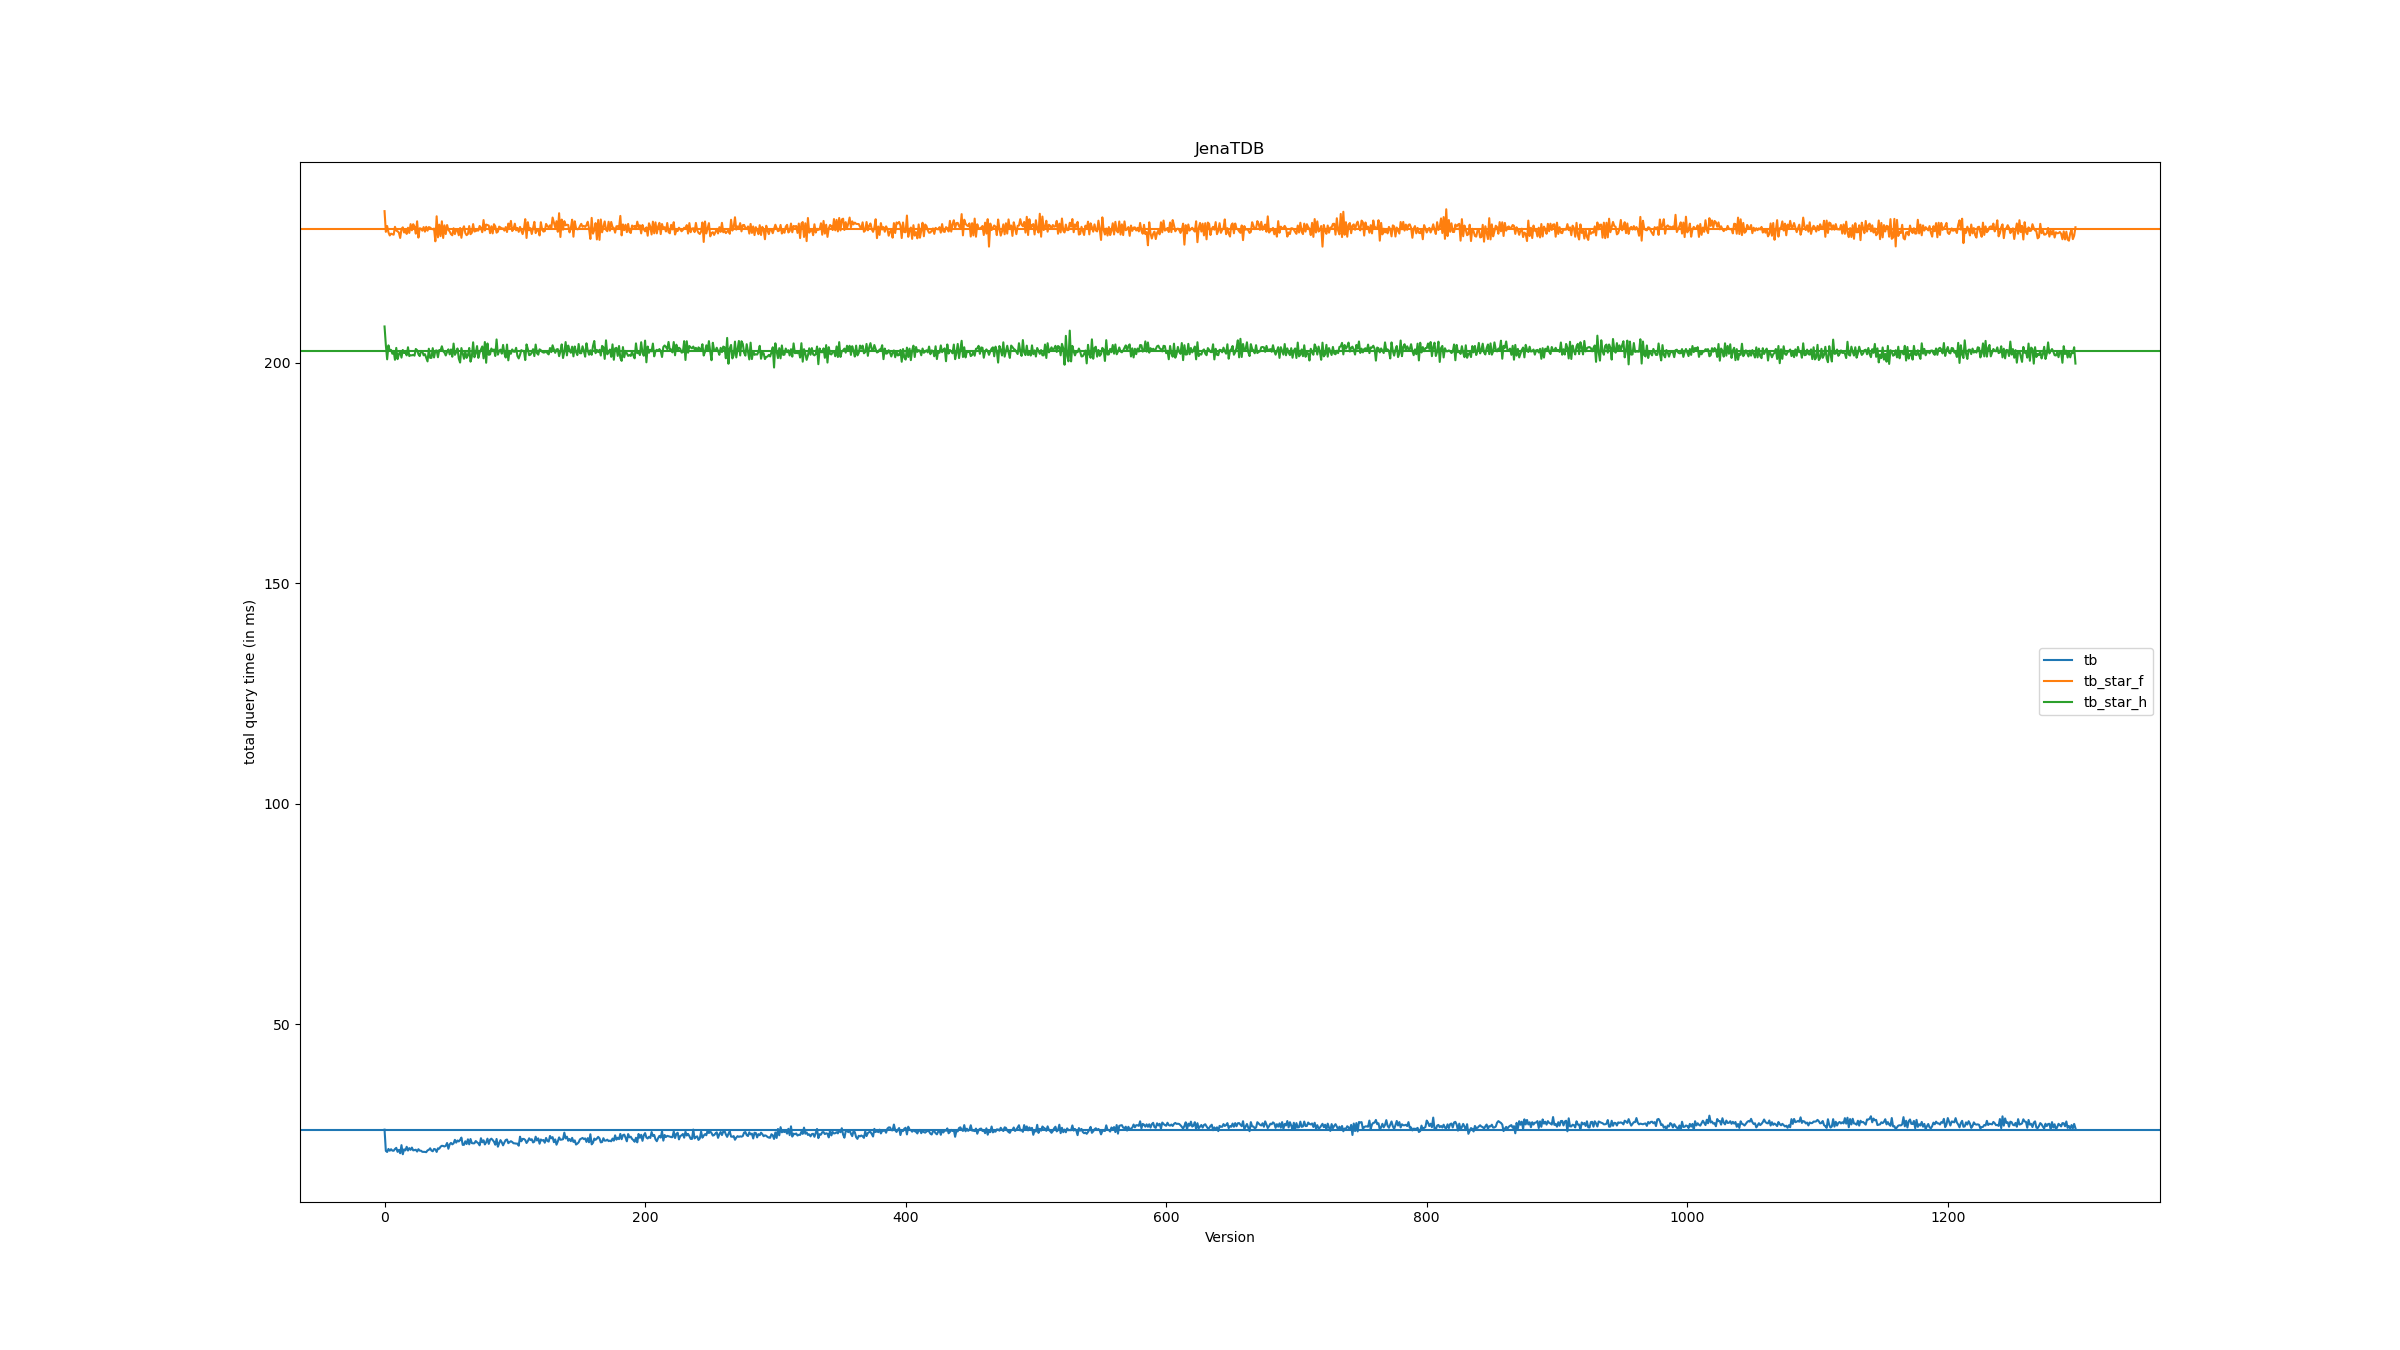 JenaTDB
total query time (in ms)
200
150
100
50
tb
tb_star_f
tb_star_h
0 200 400 600 800 1000 1200
Version